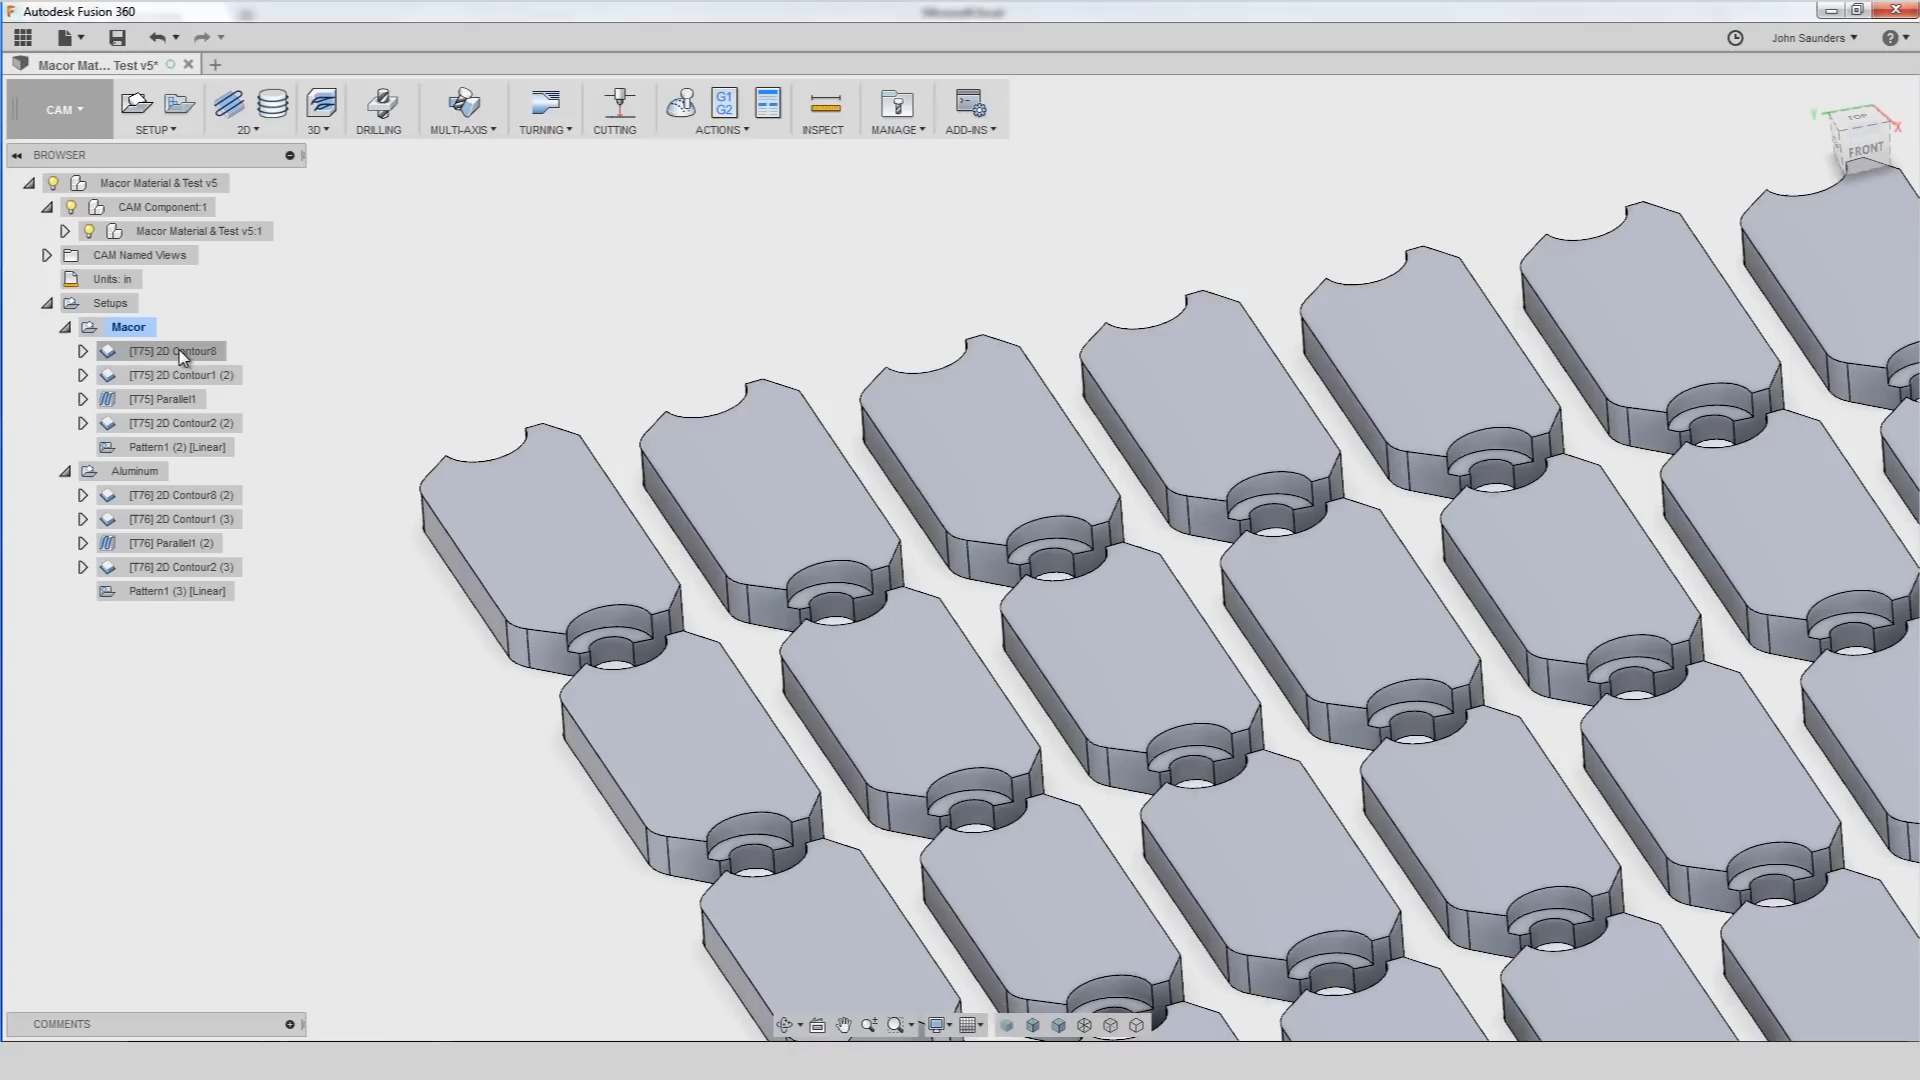 Autodesk Fusion 360
John Saunders
Macor Mat... Test v5*
CAM
G1
G2
SETUP
2D
3D
DRILLING
MULTI-AXIS
TURNING
CUTTING
ACTIONS
INSPECT
MANAGE
ADD-INS
TOP
FRONT
Y
X
BROWSER
Macor Material & Test v5
CAM Component:1
Macor Material & Test v5:1
CAM Named Views
Units: in
Setups
Macor
[T75] 2D Contour8
[T75] 2D Contour1 (2)
[T75] Parallel1
[T75] 2D Contour2 (2)
Pattern1 (2) [Linear]
Aluminum
[T76] 2D Contour8 (2)
[T76] 2D Contour1 (3)
[T76] Parallel1 (2)
[T76] 2D Contour2 (3)
Pattern1 (3) [Linear]
COMMENTS